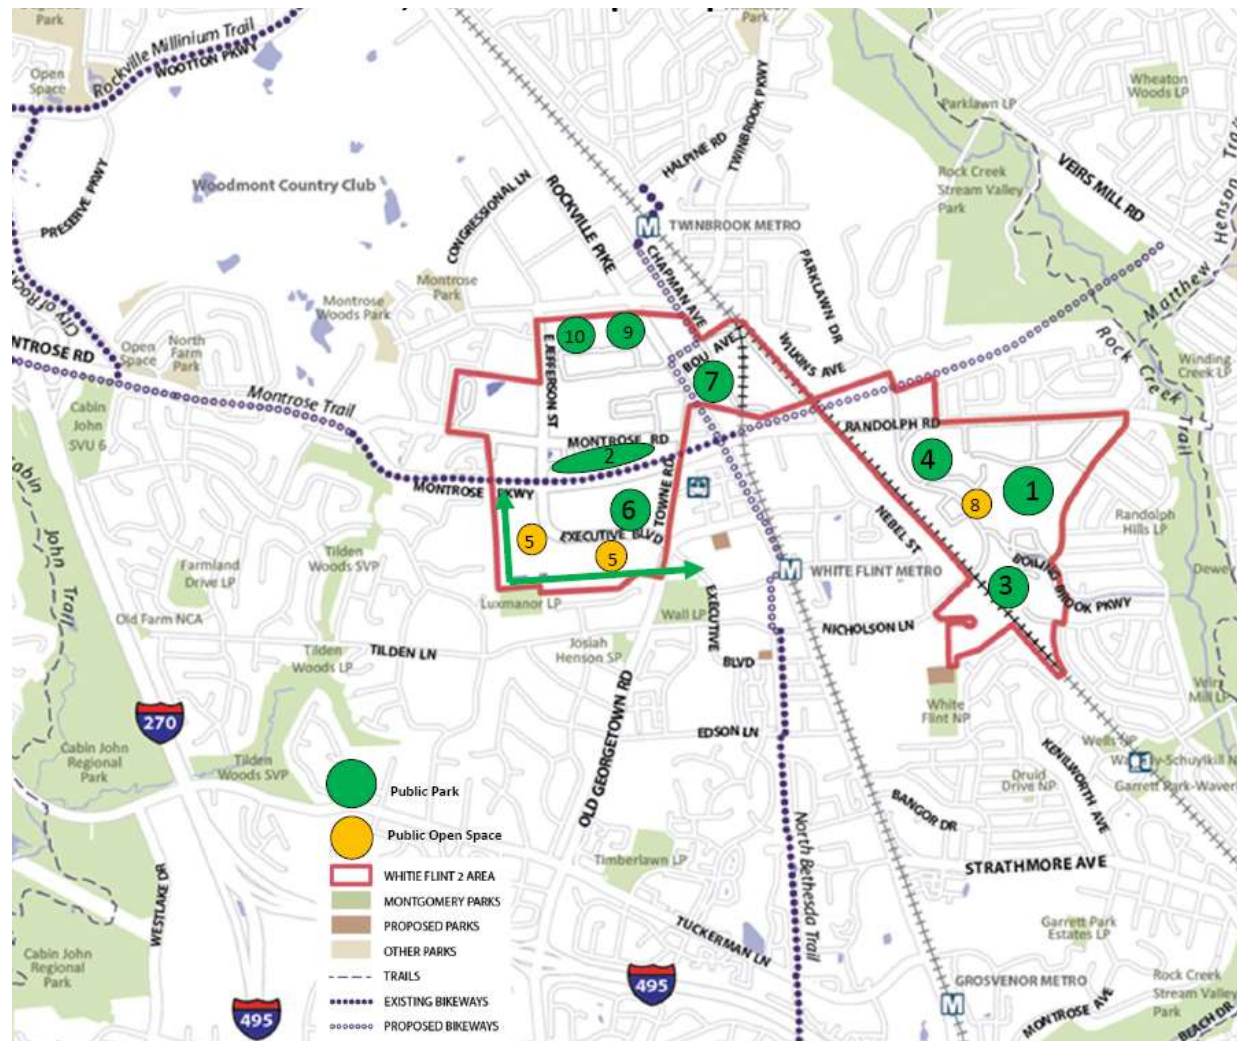 Park
Rockville Millinium Trail
WOOTTON PKWY
Open
Space
Park
TWINBROOK PKWY
HALPINE RD
Parklawn LP
Wheaton
Woods LP
VEIRS MILL RD
Woodmont Country Club
PRESERVE PKWY
CONGRESSIONAL LN
ROCKVILLE PIKE
M
TWINBROOK METRO
Rock Creek
Stream Valley
Park
Matthew
Henson
CHAPMAN AVE
PARKLAWN DR
Montrose
Park
Montrose
Woods Park
North
Farm
Park
Open
Space
Montrose Trail
E JEFFERSON ST
10
9
BOU AVE
7
WILKINS AVE
Rock Creek
Trail
Winding
Creek LP
Cabin
John
SVU 6
MONTROSE RD
2
RANDOLPH RD
4
1
8
MONTROSE PKWY
6
TOWNE RD
5
EXECUTIVE BLVD
5
NEBEL ST
Randolph
Hills LP
BOILING BROOK PKWY
3
Cabin
John
Trail
Tilden
Woods SVP
Farmland
Drive LP
Old Farm NCA
Luxmanor LP
Wall LP
M
WHITE FLINT METRO
NICHOLSON LN
EXECUTIVE
BLVD
Josiah
Henson SP
Tilden
Woods LP
TILDEN LN
White
Flint NP
270
Cabin John
Regional
Park
Tilden
Woods SVP
OLD GEORGETOWN RD
EDSON LN
KENILWORTH AVE
Druid
Drive NP
BANGOR DR
STRATHMORE AVE
Public Park
Public Open Space
WHITIE FLINT 2 AREA
MONTGOMERY PARKS
PROPOSED PARKS
OTHER PARKS
TRAILS
EXISTING BIKEWAYS
PROPOSED BIKEWAYS
Timberlawn LP
North Bethesda Trail
TUCKERMAN LN
Garrett Park
Estates LP
WESTLAKE DR
Cabin John
Regional
Park
495
495
GROSVENOR METRO
M
MONTROSE AVE
Rock Creek
Stream Valley
Park
BEACH DR